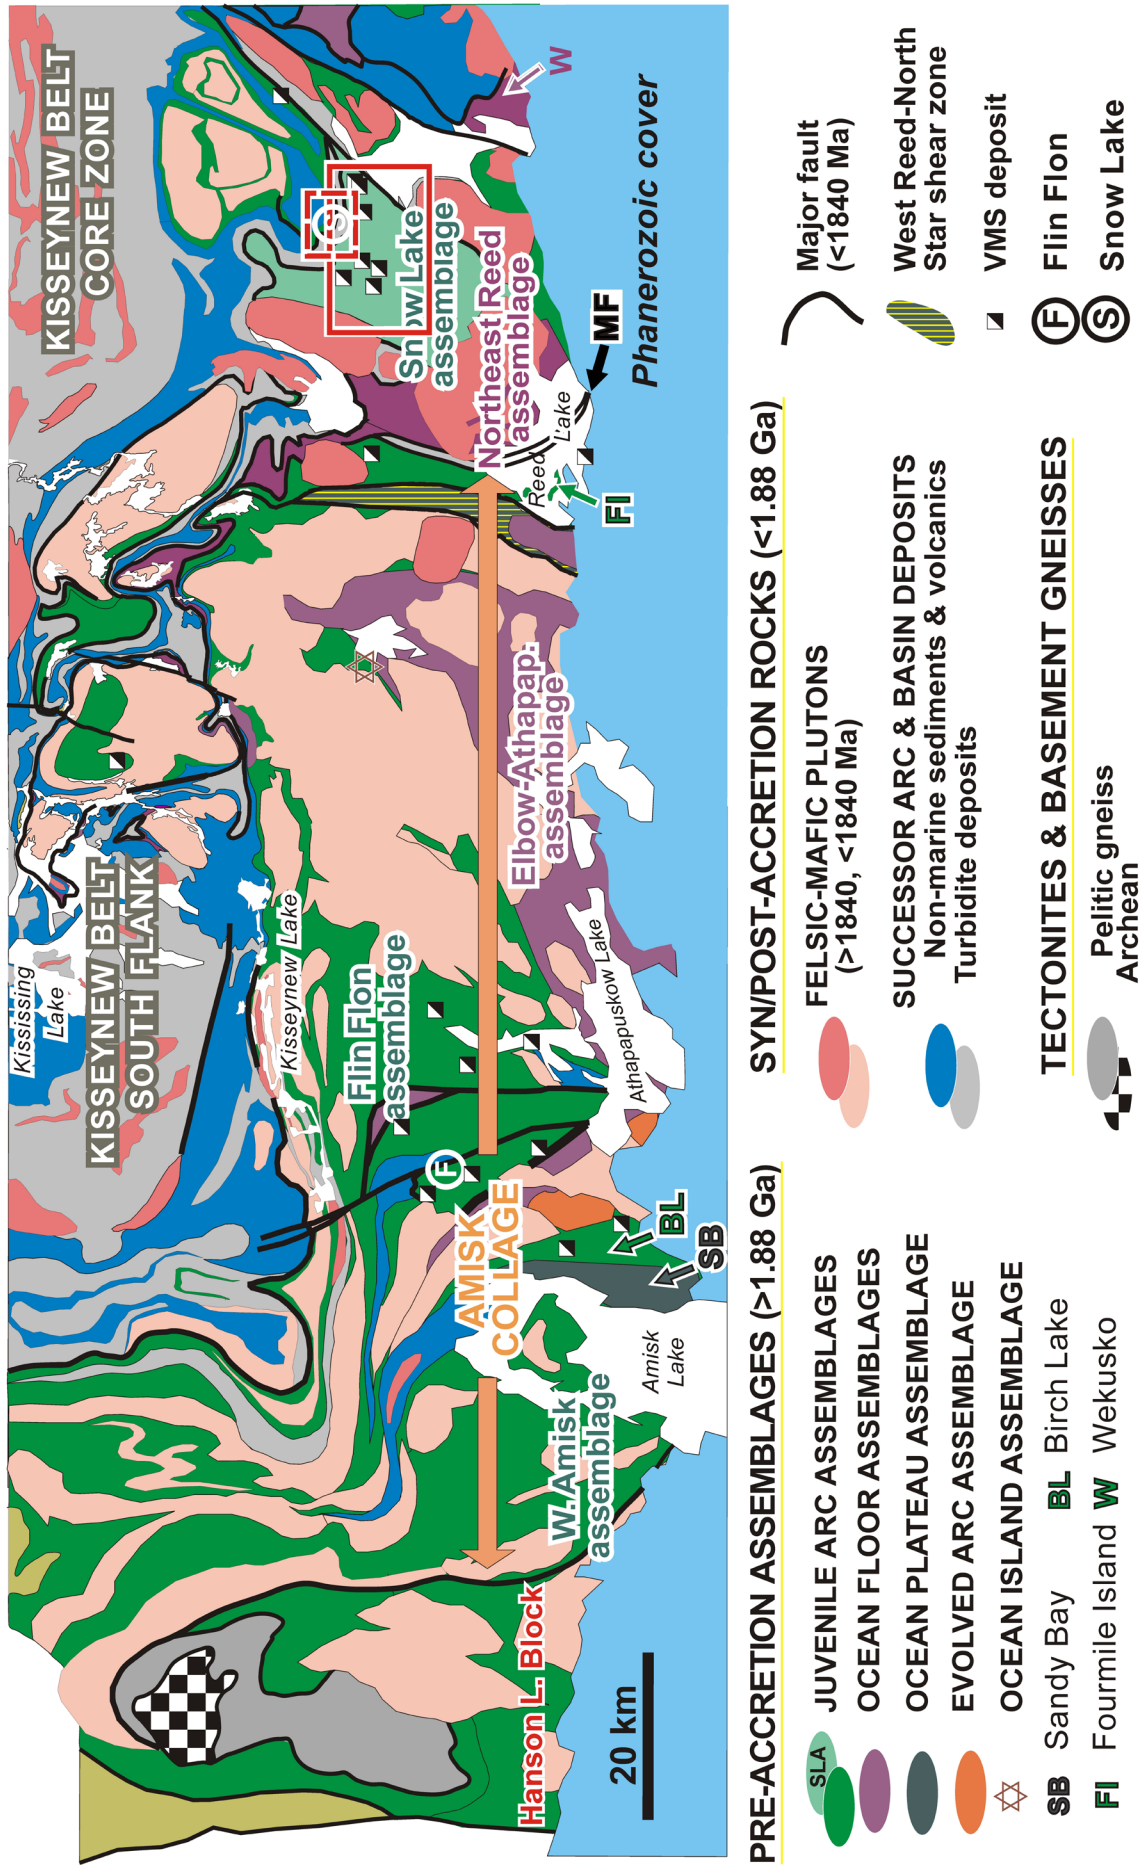 KISSEYNEW BELT
CORE ZONE
KISSEYNEW BELT
SOUTH FLANK
Kississing
Lake
Kisseynew Lake
Flin Flon
assemblage
F
S
Snow Lake
assemblage
Northeast Reed
assemblage
Elbow-Athapap.
assemblage
AMISK
COLLAGE
W. Amisk
assemblage
Hanson L. Block
Amisk
Lake
Athapapuskow Lake
Reed Lake
W
MF
FI
BL
SB
Phanerozoic cover
20 km
PRE-ACCRETION ASSEMBLAGES (>1.88 Ga)
SLA
JUVENILE ARC ASSEMBLAGES
OCEAN FLOOR ASSEMBLAGES
OCEAN PLATEAU ASSEMBLAGE
EVOLVED ARC ASSEMBLAGE
OCEAN ISLAND ASSEMBLAGE
SB Sandy Bay
BL Birch Lake
FI Fourmile Island
W Wekusko
SYN/POST-ACCRETION ROCKS (<1.88 Ga)
FELSIC-MAFIC PLUTONS
(>1840, <1840 Ma)
SUCCESSOR ARC & BASIN DEPOSITS
Non-marine sediments & volcanics
Turbidite deposits
TECTONITES & BASEMENT GNEISSES
Pelitic gneiss
Archean
Major fault
(<1840 Ma)
West Reed-North
Star shear zone
VMS deposit
F Flin Flon
S Snow Lake